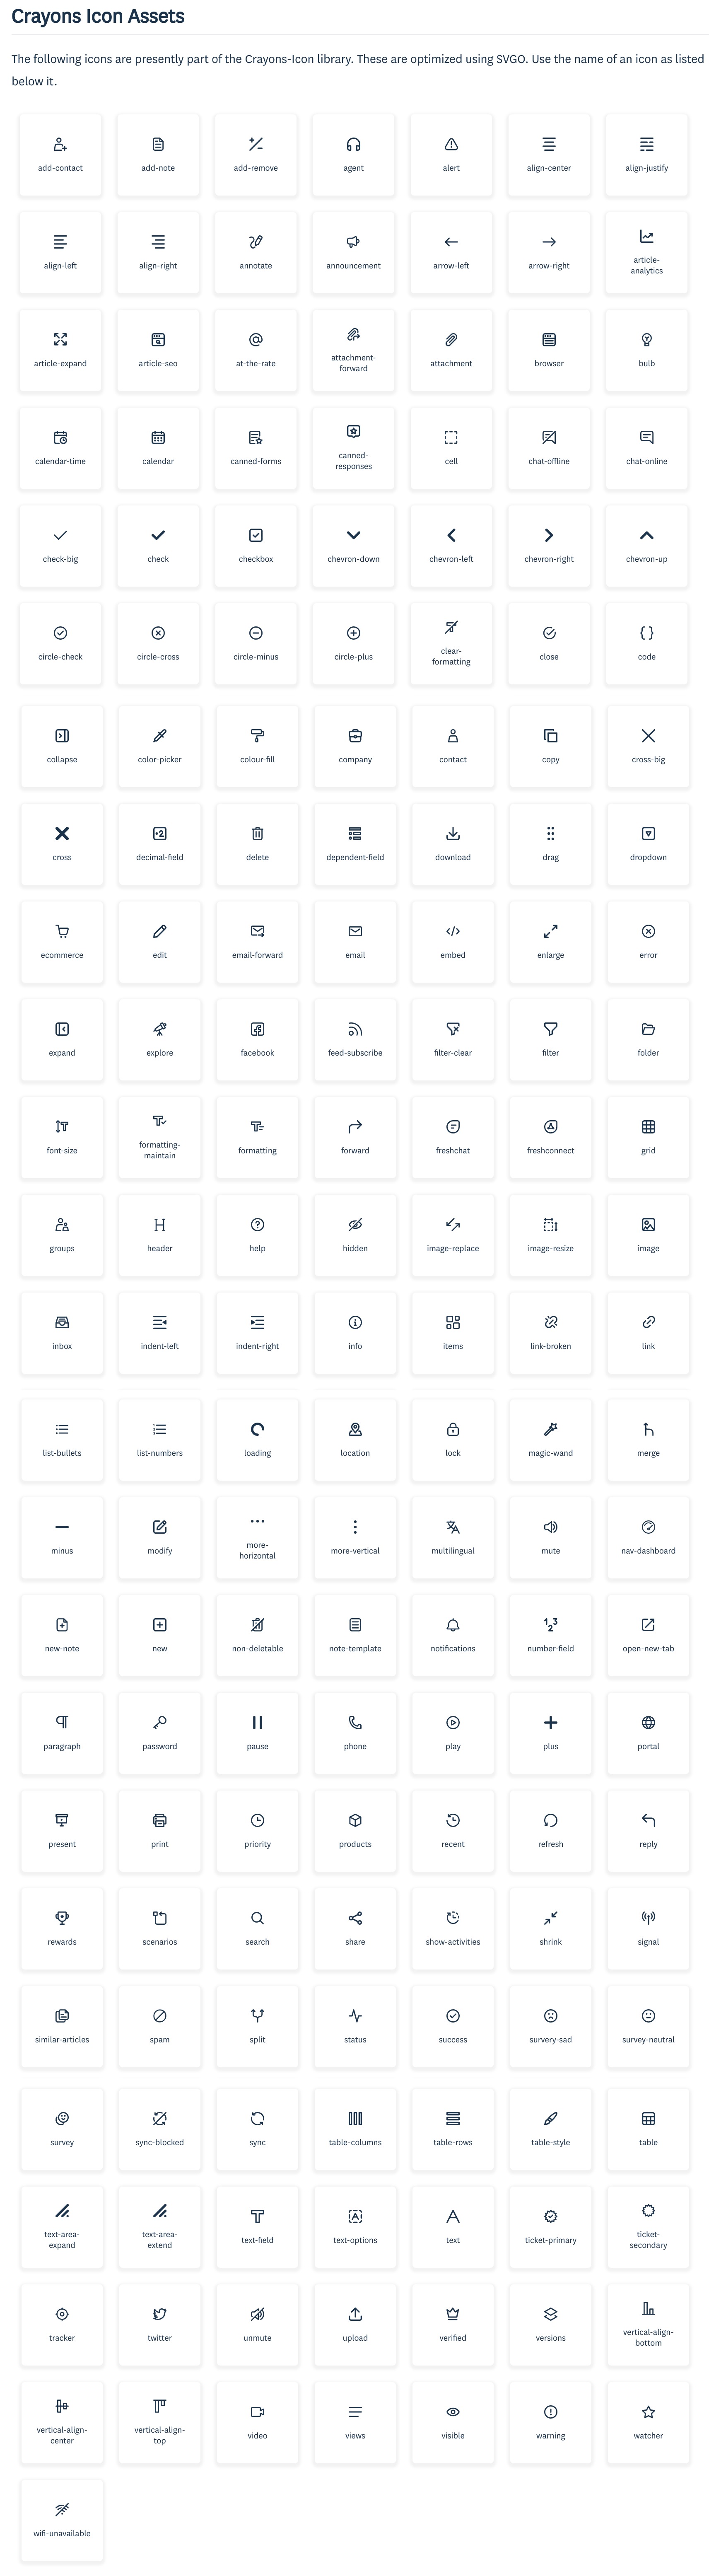 Crayons Icon Assets
The following icons are presently part of the Crayons-Icon library. These are optimized using SVGO. Use the name of an icon as listed
below it.
add-contact add-note add-remove agent alert align-center align-justify
align-left align-right annotate announcement arrow-left arrow-right article-
analytics
article-expand article-seo at-the-rate attachment-
forward attachment browser bulb
calendar-time calendar canned-forms canned-
responses cell chat-offline chat-online
check-big check checkbox chevron-down chevron-left chevron-right chevron-up
circle-check circle-cross circle-minus circle-plus clear-
formatting close code
collapse color-picker colour-fill company contact copy cross-big
cross decimal-field delete dependent-field download drag dropdown
ecommerce edit email-forward email embed enlarge error
expand explore facebook feed-subscribe filter-clear filter folder
font-size formatting-
maintain formatting forward freshchat freshconnect grid
groups header help hidden image-replace image-resize image
inbox indent-left indent-right info items link-broken link
list-bullets list-numbers loading location lock magic-wand merge
minus modify more-
horizontal more-vertical multilingual mute nav-dashboard
new-note new non-deletable note-template notifications number-field open-new-tab
paragraph password pause phone play plus portal
present print priority products recent refresh reply
rewards scenarios search share show-activities shrink signal
similar-articles spam split status success survery-sad survey-neutral
survey sync-blocked sync table-columns table-rows table-style table
text-area-
expand text-area-
extend text-field text-options text ticket-primary ticket-
secondary
tracker twitter unmute upload verified versions vertical-align-
bottom
vertical-align-
center vertical-align-
top video views visible warning watcher
wifi-unavailable